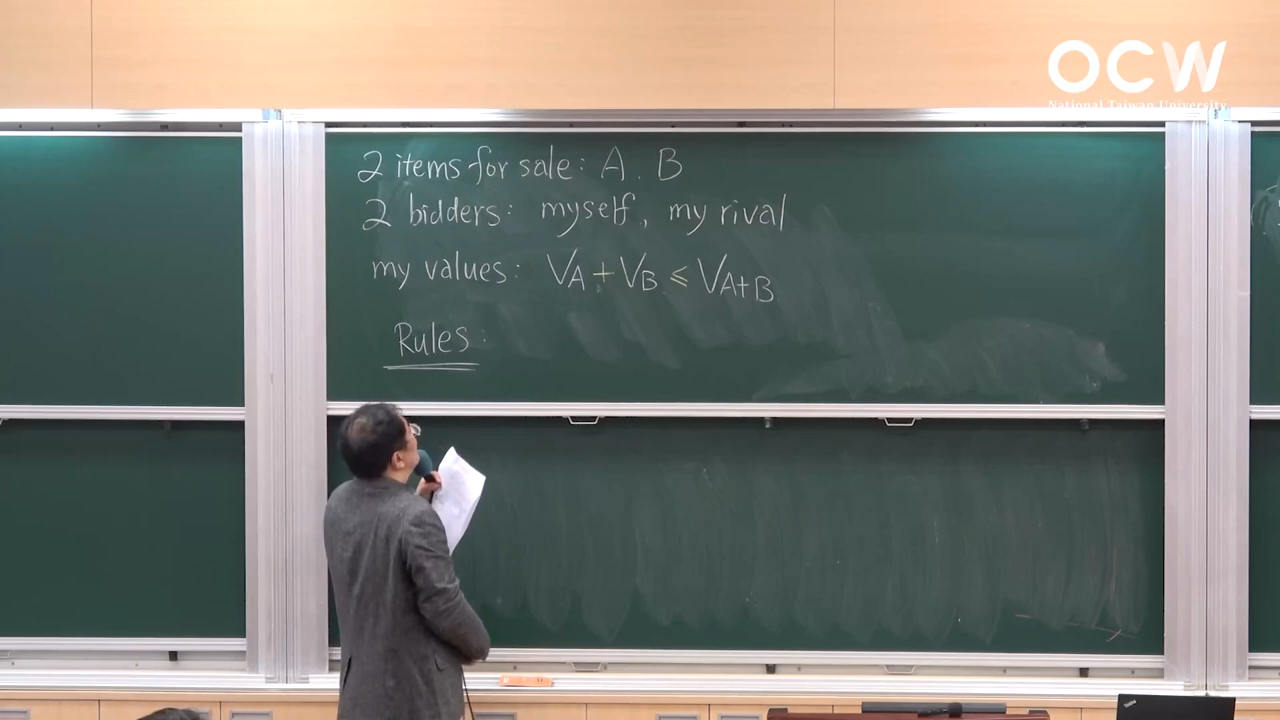 OCW
National Taiwan University
2 items for sale: A. B
2 bidders: myself, my rival
my values: VA + VB ≤ VA+B
Rules: